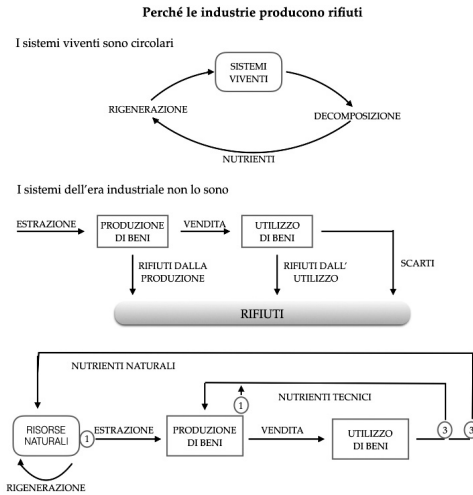 Perché le industrie producono rifiuti
I sistemi viventi sono circolari
SISTEMI
VIVENTI
RIGENERAZIONE
DECOMPOSIZIONE
NUTRIENTI
I sistemi dell'era industriale non lo sono
ESTRAZIONE
PRODUZIONE
DI BENI
VENDITA
UTILIZZO
DI BENI
RIFIUTI DALLA
PRODUZIONE
RIFIUTI DALL'
UTILIZZO
SCARTI
RIFIUTI
NUTRIENTI NATURALI
NUTRIENTI TECNICI
1
RISORSE
NATURALI
1
ESTRAZIONE
PRODUZIONE
DI BENI
VENDITA
UTILIZZO
DI BENI
3
3
RIGENERAZIONE